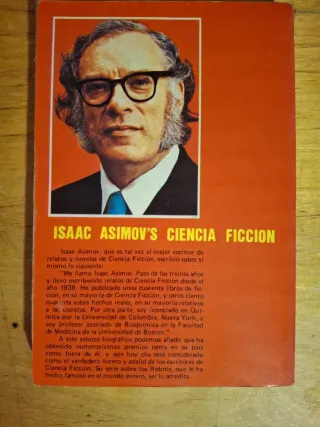 ISAAC ASIMOV'S CIENCIA FICCION
Isaac Asimov, que es tal vez el mejor escritor de
relatos y novelas de Ciencia Ficción, escribió sobre si
mismo lo siguiente:
"Me llamo Isaac Asimov. Paso de los treinta años
y llevo escribiendo relatos de Ciencia Ficción desde el
año 1938. He publicado unos cuarenta libros de fic-
ción, en su mayoría de Ciencia Ficción, y otros ciento
sobre hechos reales, en su mayoría relativos
a las ciencias. Por otra parte, soy licenciado en Quí-
mica por la Universidad de Columbia, Nueva York, y
soy profesor asociado de Bioquímica en la Facultad
de Medicina de la Universidad de Boston."
A este esbozo biográfico podemos añadir que ha
obtenido numerosísimos premios tanto en su país
como fuera de él, y que hoy día está considerado
como el verdadero lucero y adalid de los escritores de
Ciencia Ficción. Su serie sobre los Robots, que le ha
hecho famoso en el mundo entero, así lo acredita.